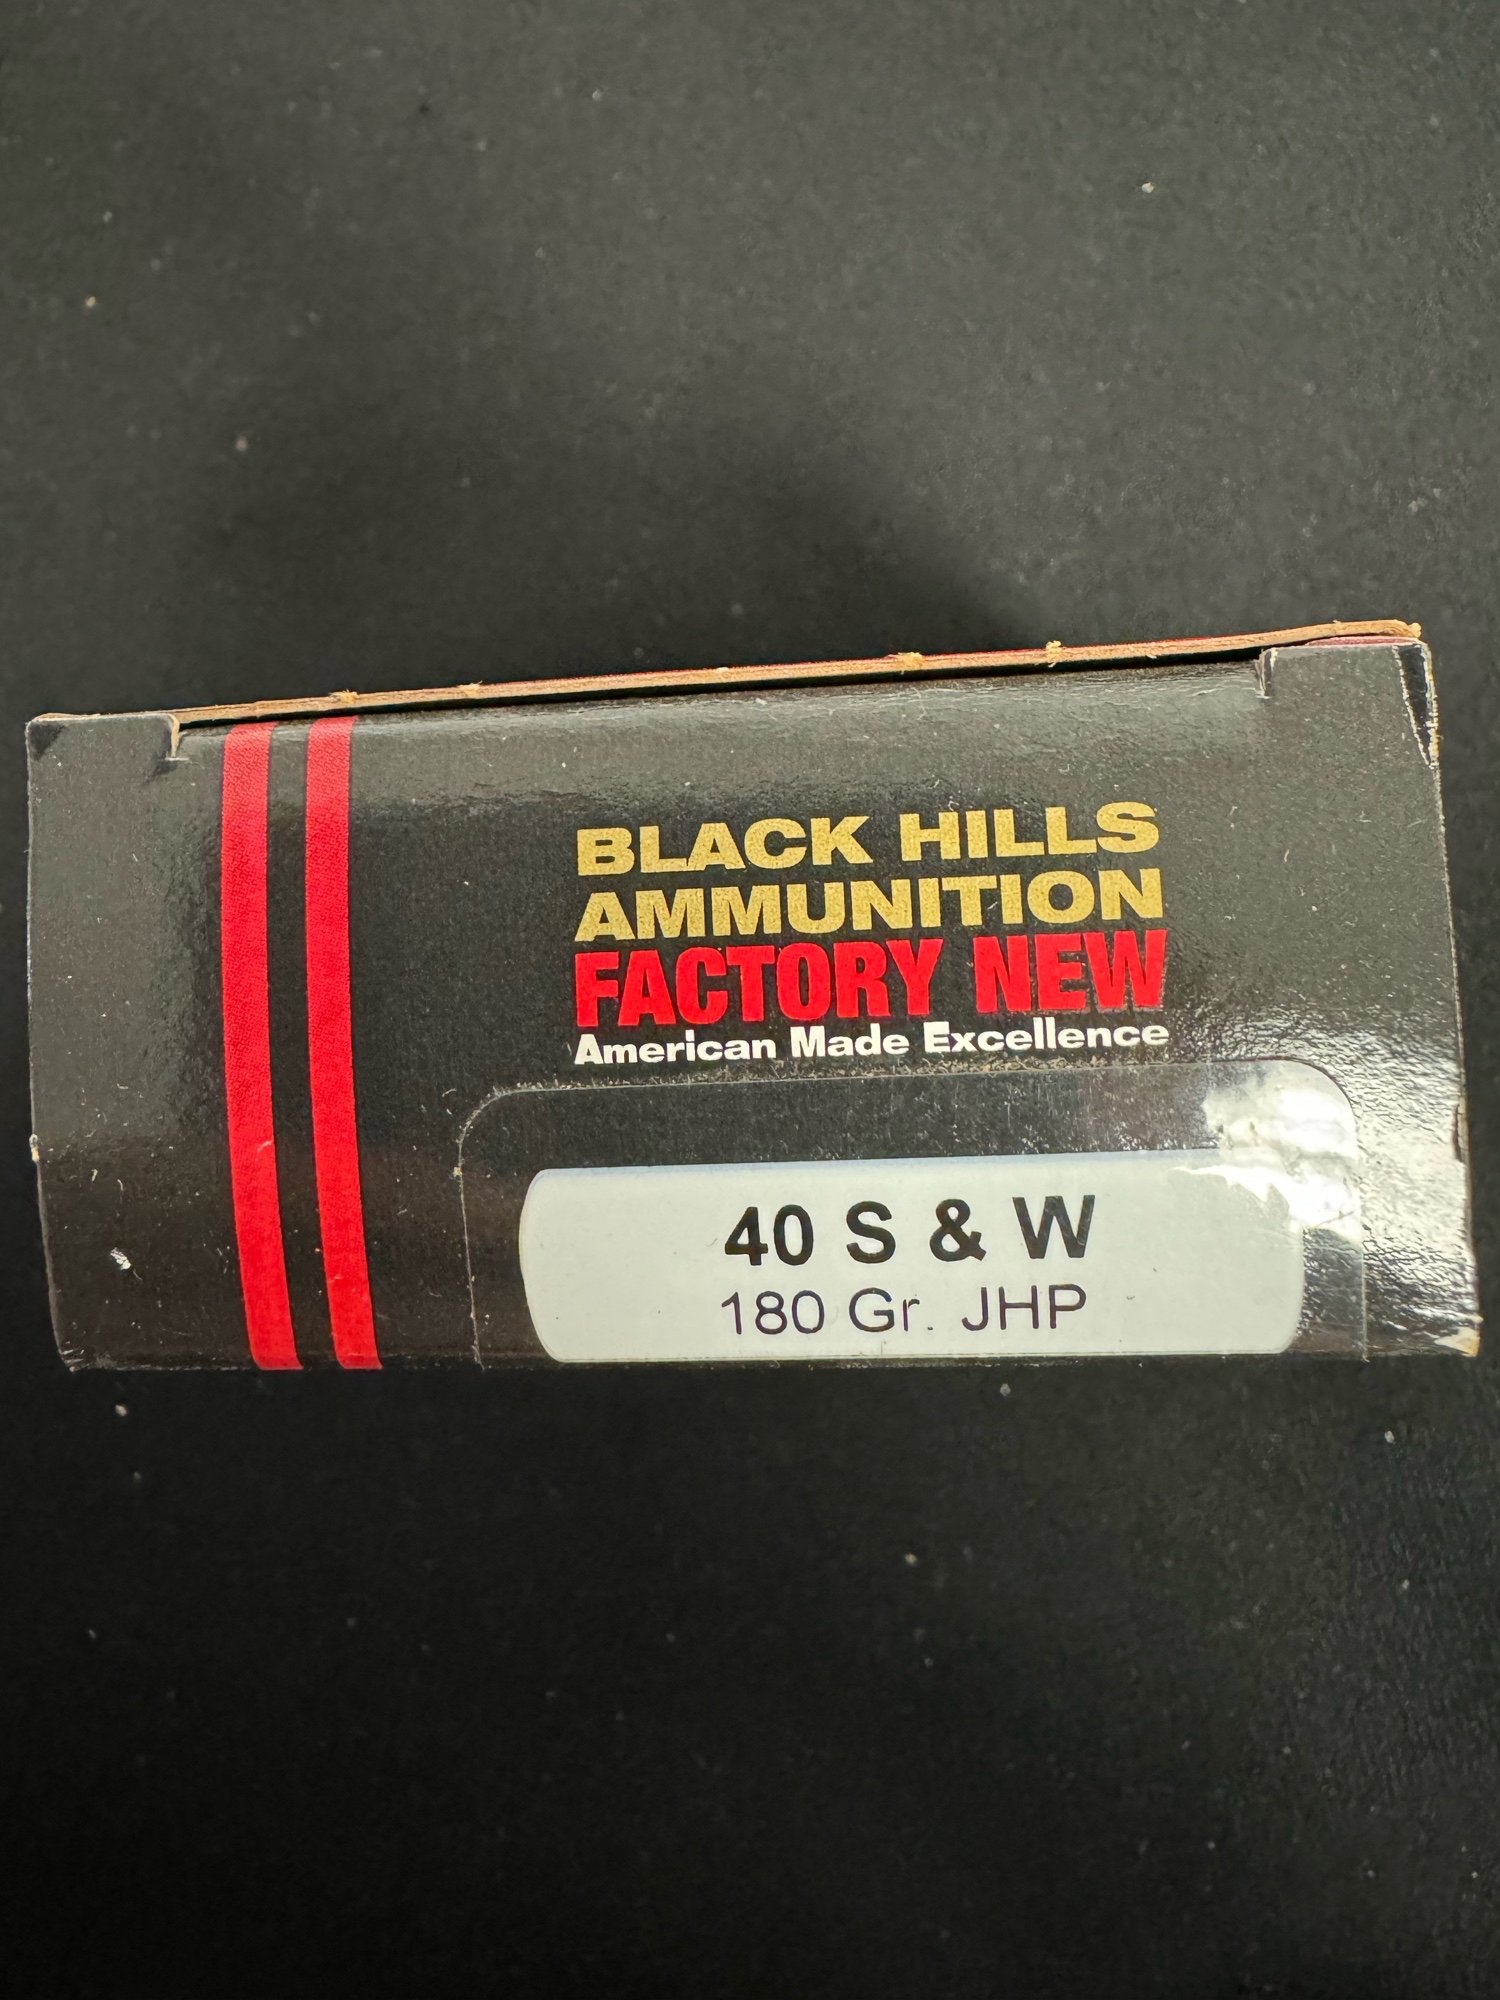 BLACK HILLS
AMMUNITION
FACTORY NEW
American Made Excellence
40 S & W
180 Gr. JHP